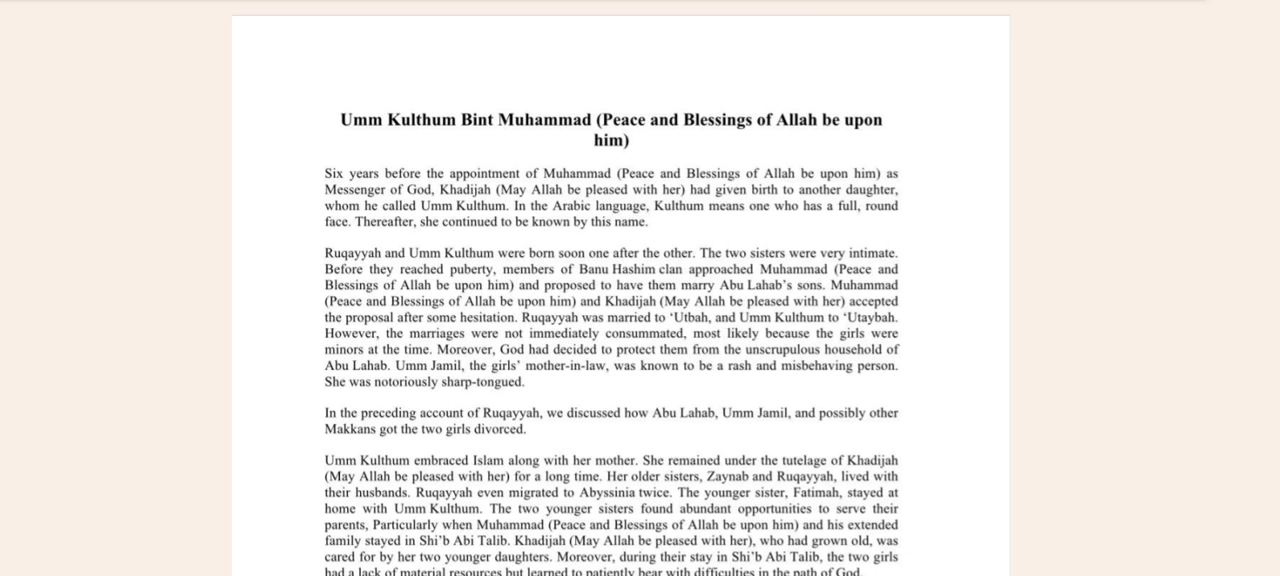 Umm Kulthum Bint Muhammad (Peace and Blessings of Allah be upon
him)
Six years before the appointment of Muhammad (Peace and Blessings of Allah be upon him) as
Messenger of God, Khadijah (May Allah be pleased with her) had given birth to another daughter,
whom he called Umm Kulthum. In the Arabic language, Kulthum means one who has a full, round
face. Thereafter, she continued to be known by this name.
Ruqayyah and Umm Kulthum were born soon one after the other. The two sisters were very intimate.
Before they reached puberty, members of Banu Hashim clan approached Muhammad (Peace and
Blessings of Allah be upon him) and proposed to have them marry Abu Lahab's sons. Muhammad
(Peace and Blessings of Allah be upon him) and Khadijah (May Allah be pleased with her) accepted
the proposal after some hesitation. Ruqayyah was married to ‘Utbah, and Umm Kulthum to ‘Utaybah.
However, the marriages were not immediately consummated, most likely because the girls were
minors at the time. Moreover, God had decided to protect them from the unscrupulous household of
Abu Lahab. Umm Jamil, the girls’ mother-in-law, was known to be a rash and misbehaving person.
She was notoriously sharp-tongued.
In the preceding account of Ruqayyah, we discussed how Abu Lahab, Umm Jamil, and possibly other
Makkans got the two girls divorced.
Umm Kulthum embraced Islam along with her mother. She remained under the tutelage of Khadijah
(May Allah be pleased with her) for a long time. Her older sisters, Zaynab and Ruqayyah, lived with
their husbands. Ruqayyah even migrated to Abyssinia twice. The younger sister, Fatimah, stayed at
home with Umm Kulthum. The two younger sisters found abundant opportunities to serve their
parents, Particularly when Muhammad (Peace and Blessings of Allah be upon him) and his extended
family stayed in Shi’b Abi Talib. Khadijah (May Allah be pleased with her), who had grown old, was
cared for by her two younger daughters. Moreover, during their stay in Shi’b Abi Talib, the two girls
had a lack of material resources but learned to patiently bear with difficulties in the path of God.